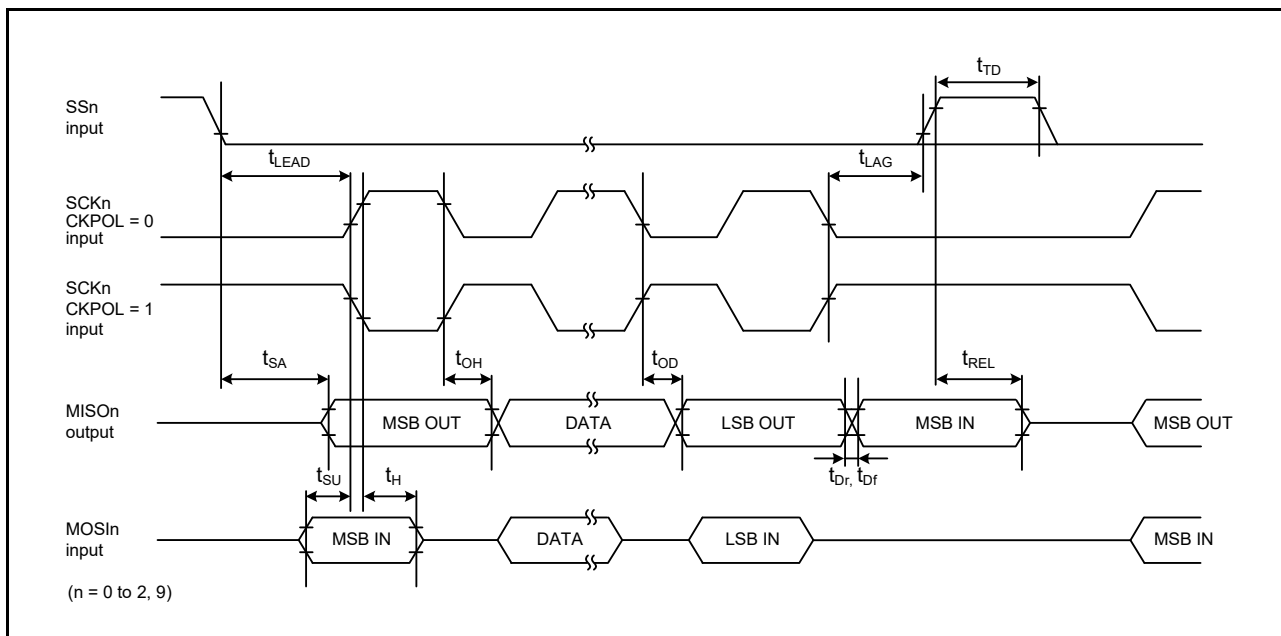 tTD
SSn
input
tLEAD
tLAG
SCKn
CKPOL = 0
input
SCKn
CKPOL = 1
input
tSA
tOH
tOD
tREL
MISOn
output
MSB OUT
DATA
LSB OUT
MSB IN
MSB OUT
tSU
tH
tDr, tDf
MOSIn
input
MSB IN
DATA
LSB IN
MSB IN
(n = 0 to 2, 9)